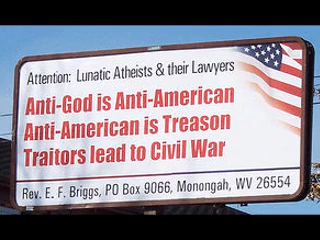 Attention: Lunatic Atheists & their Lawyers
Anti-God is Anti-American
Anti-American is Treason
Traitors lead to Civil War
Rev. E. F. Briggs, PO Box 9066, Monongah, WV 26554